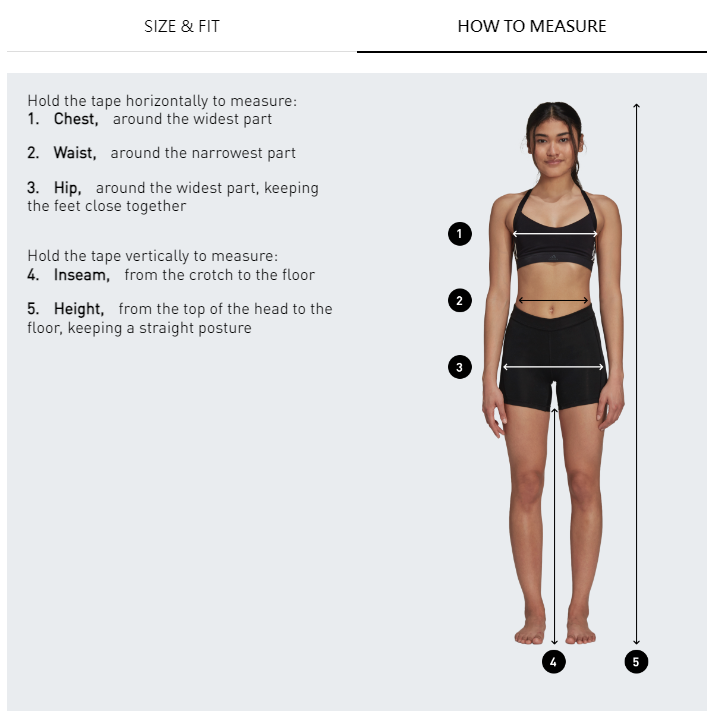 SIZE & FIT
HOW TO MEASURE
Hold the tape horizontally to measure:
1. Chest, around the widest part
2. Waist, around the narrowest part
3. Hip, around the widest part, keeping
the feet close together
Hold the tape vertically to measure:
4. Inseam, from the crotch to the floor
5. Height, from the top of the head to the
floor, keeping a straight posture
1
2
3
4
5